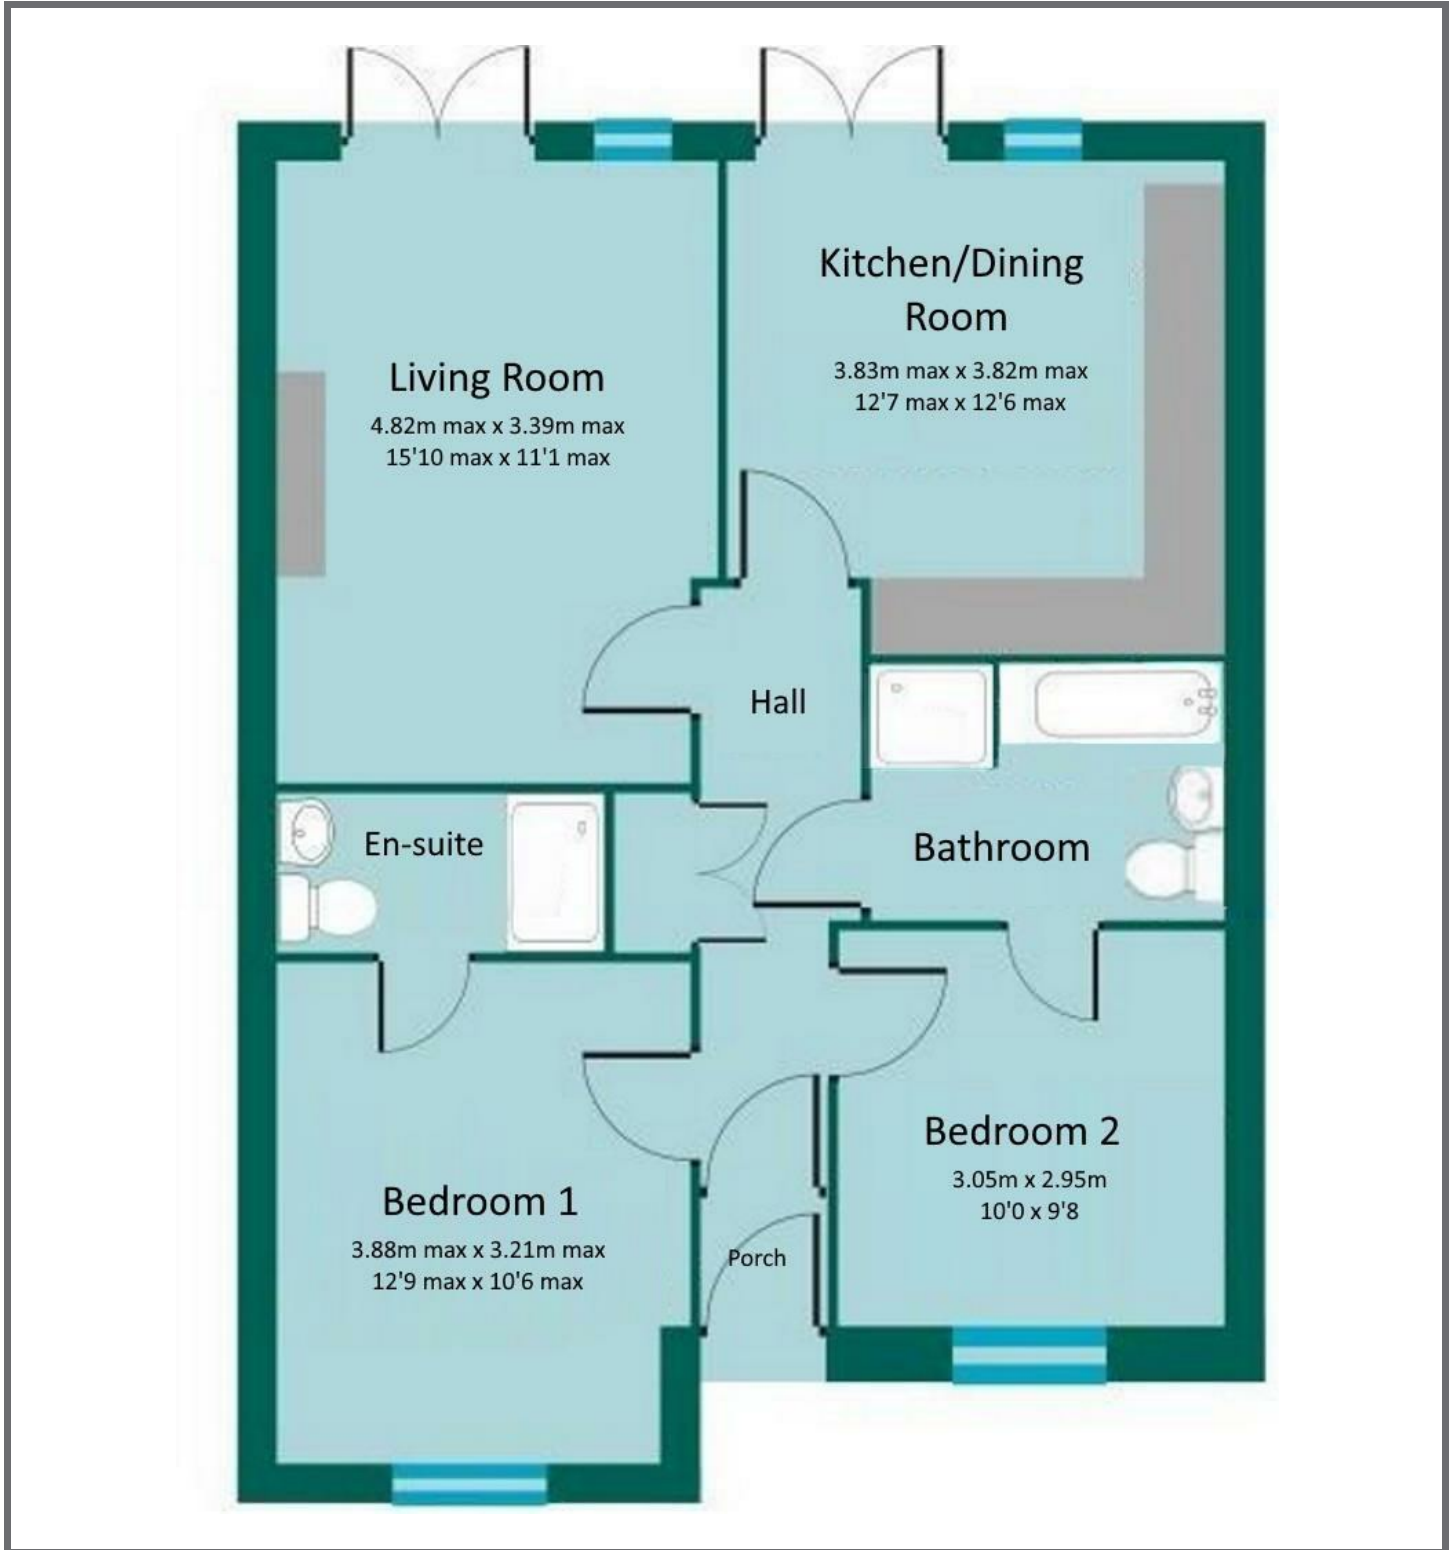 Kitchen/Dining
Room
3.83m max x 3.82m max
12'7 max x 12'6 max
Living Room
4.82m max x 3.39m max
15'10 max x 11'1 max
Hall
En-suite
Bathroom
Bedroom 2
3.05m x 2.95m
10'0 x 9'8
Bedroom 1
3.88m max x 3.21m max
12'9 max x 10'6 max
Porch